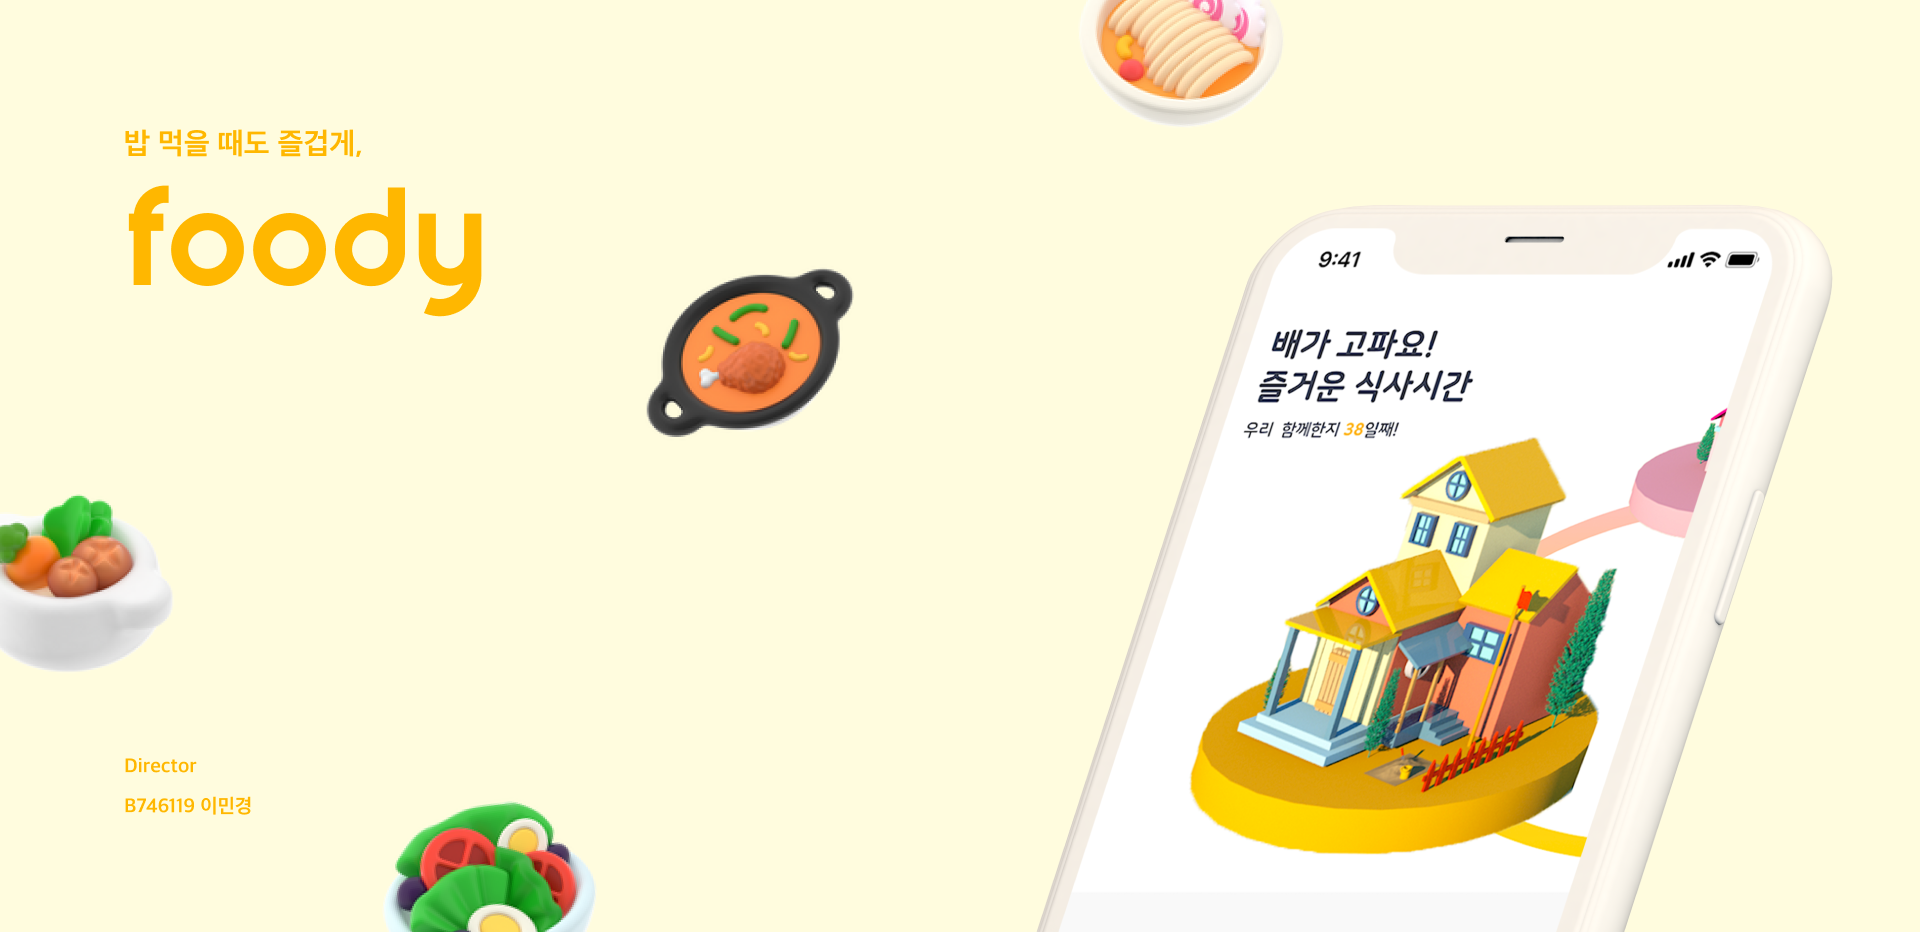 밥 먹을 때도 즐겁게,
foody
Director
B746119 이민경
9:41
배가 고파요!
즐거운 식사시간
우리 함께한지 38일째!